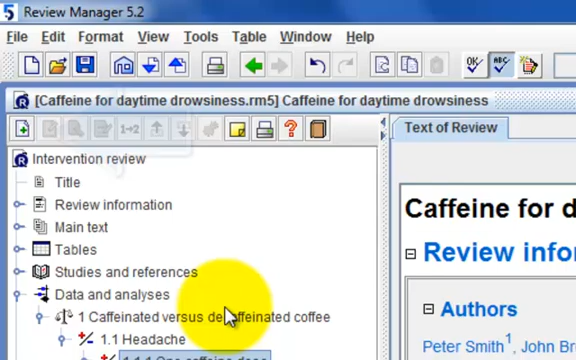 Review Manager 5.2
File Edit Format View Tools Table Window Help
[Caffeine for daytime drowsiness.rm5] Caffeine for daytime drowsiness
Text of Review
Intervention review
Title
Review information
Main text
Tables
Studies and references
Data and analyses
1 Caffeinated versus decaffeinated coffee
1.1 Headache
1.1.1 One caffeine dose
Caffeine for d
Review infor
Authors
Peter Smith1, John Br